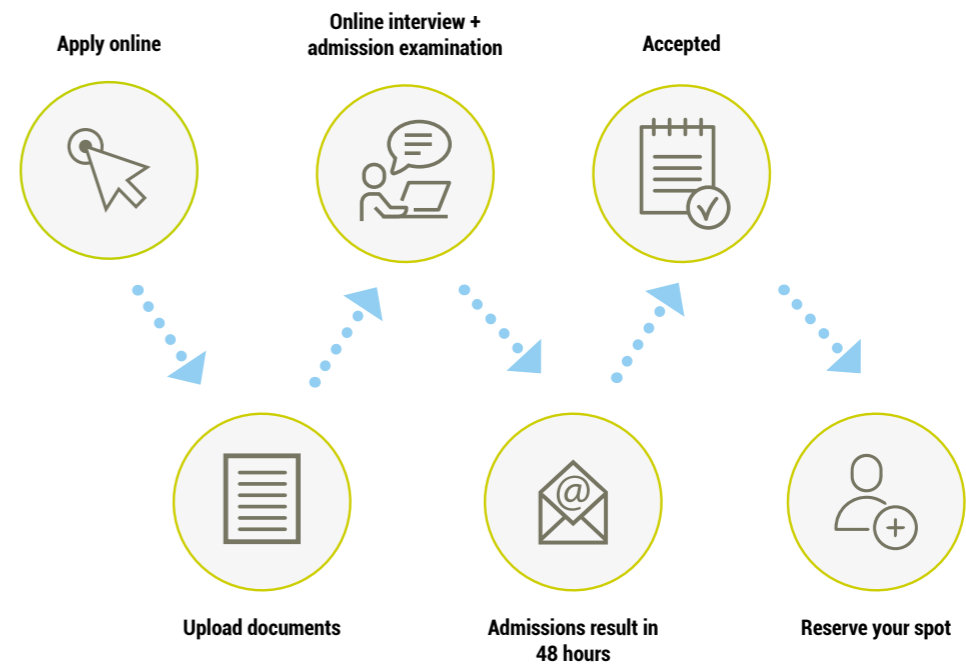 Apply online
Upload documents
Online interview +
admission examination
Admissions result in
48 hours
Accepted
Reserve your spot